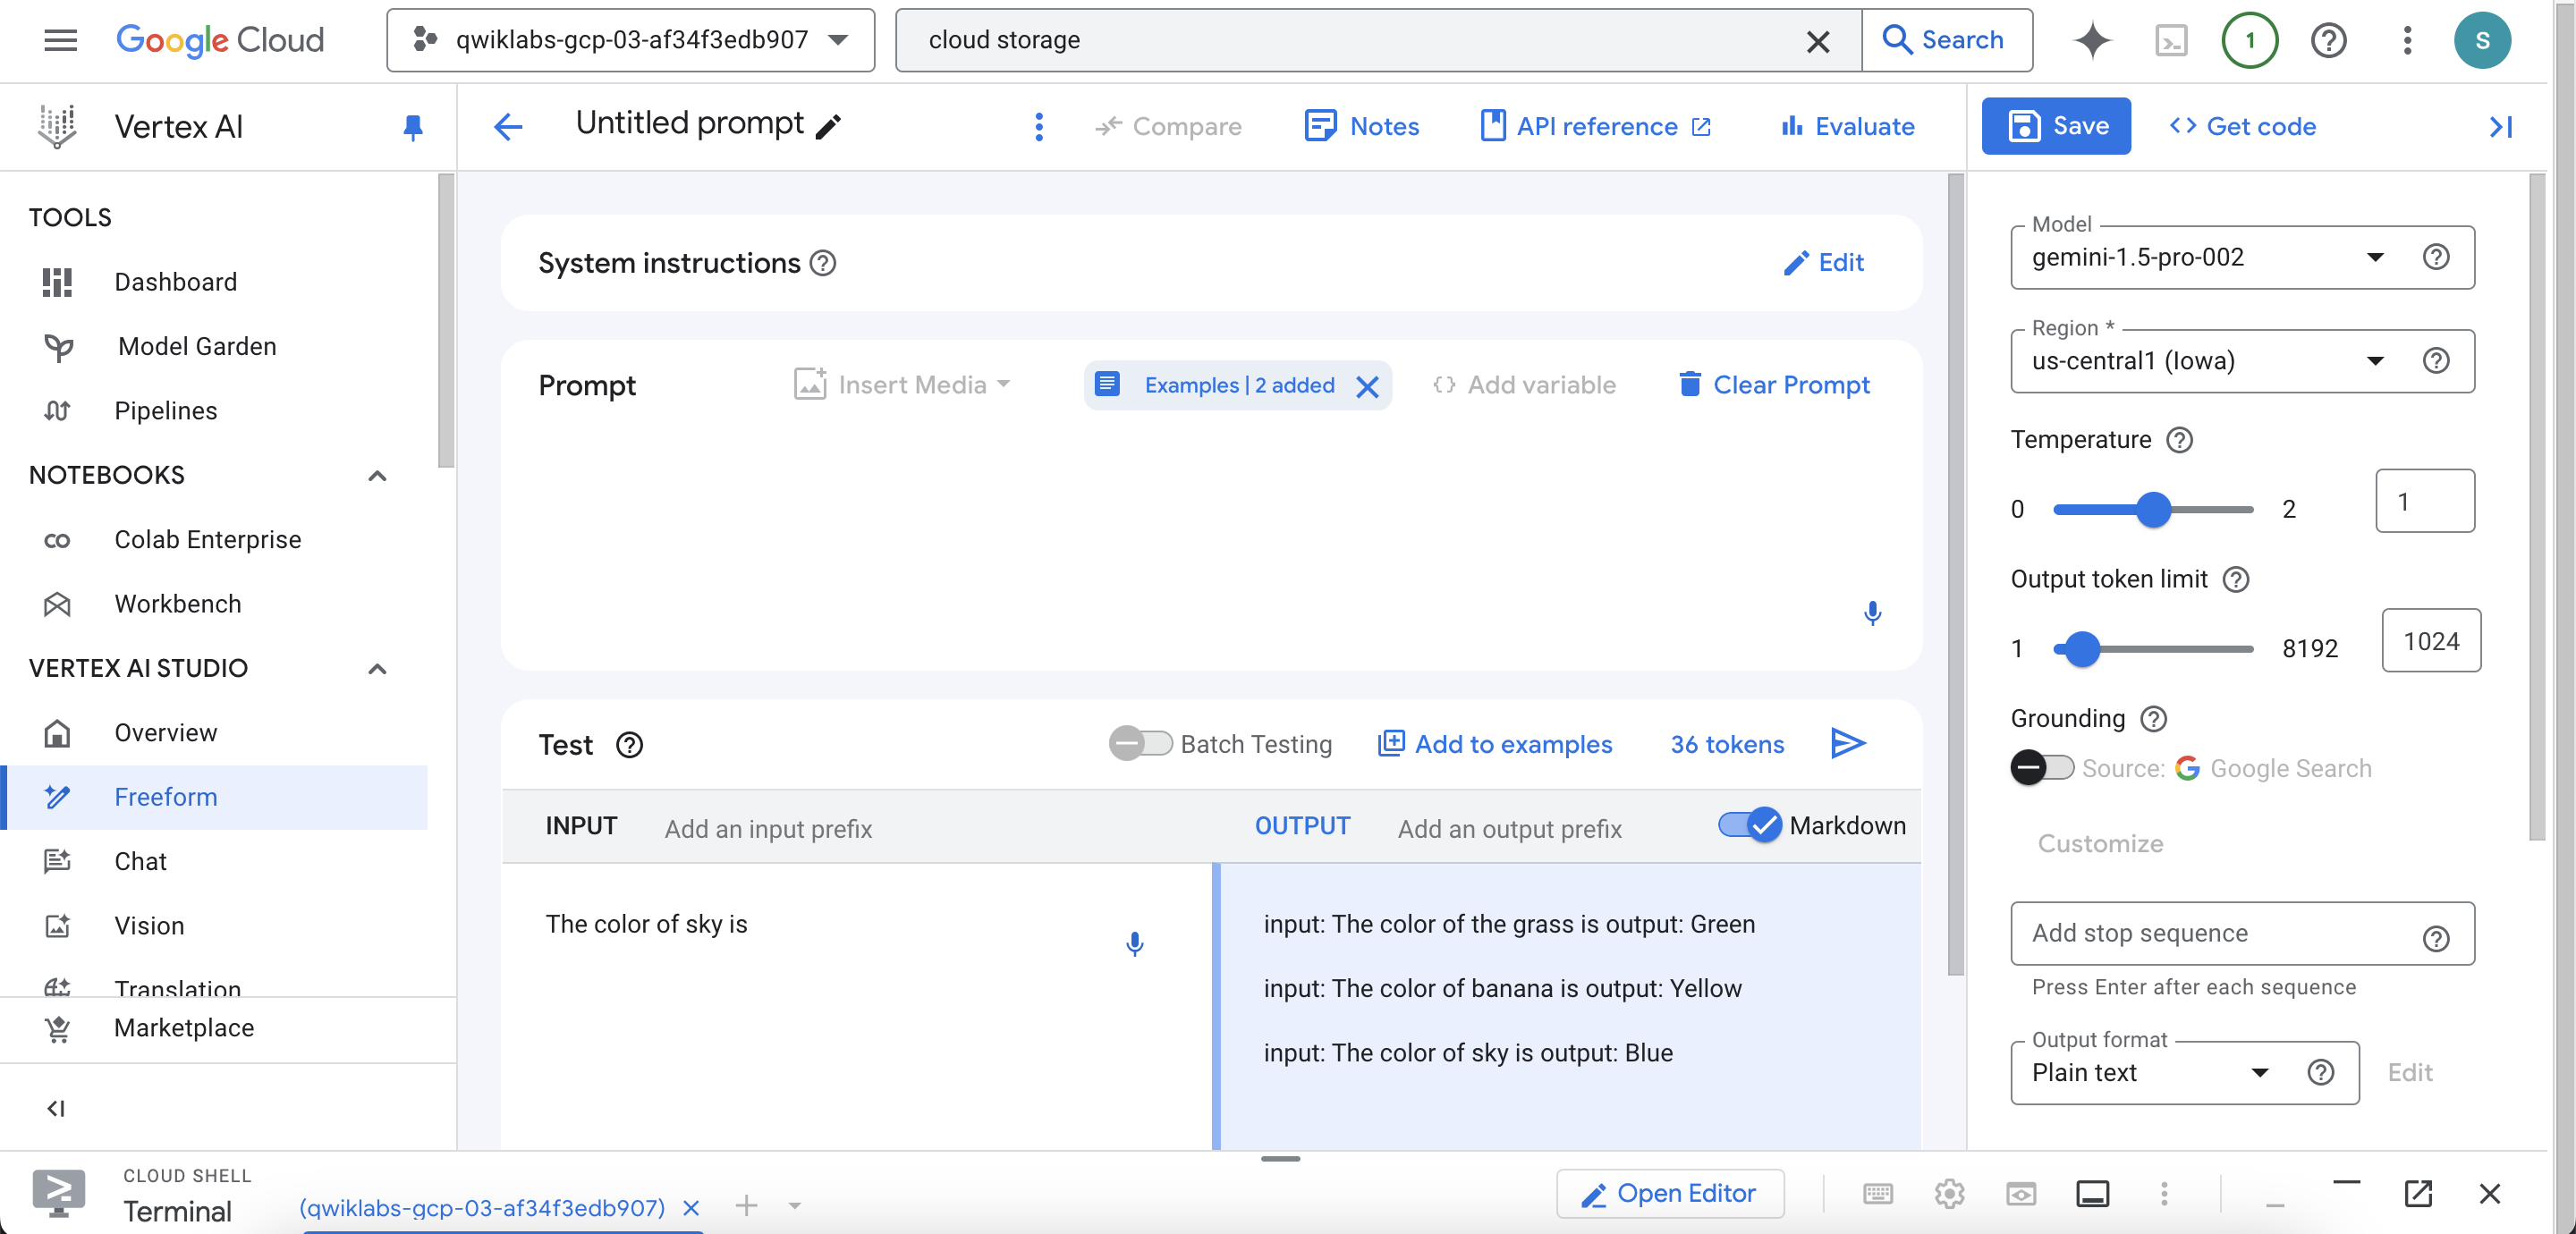 Google Cloud
qwiklabs-gcp-03-af34f3edb907
cloud storage
Search
1
S
Vertex AI
Untitled prompt
Compare
Notes
API reference
Evaluate
Save
Get code
TOOLS
Dashboard
Model Garden
Pipelines
NOTEBOOKS
Colab Enterprise
Workbench
VERTEX AI STUDIO
Overview
Freeform
Chat
Vision
Translation
Marketplace
System instructions
Edit
Prompt
Insert Media
Examples | 2 added
Add variable
Clear Prompt
Test
Batch Testing
Add to examples
36 tokens
INPUT
Add an input prefix
OUTPUT
Add an output prefix
Markdown
The color of sky is
input: The color of the grass is output: Green
input: The color of banana is output: Yellow
input: The color of sky is output: Blue
Model
gemini-1.5-pro-002
Region *
us-central1 (Iowa)
Temperature
0
2
1
Output token limit
1
8192
1024
Grounding
Source: Google Search
Customize
Add stop sequence
Press Enter after each sequence
Output format
Plain text
Edit
CLOUD SHELL
Terminal
(qwiklabs-gcp-03-af34f3edb907)
Open Editor